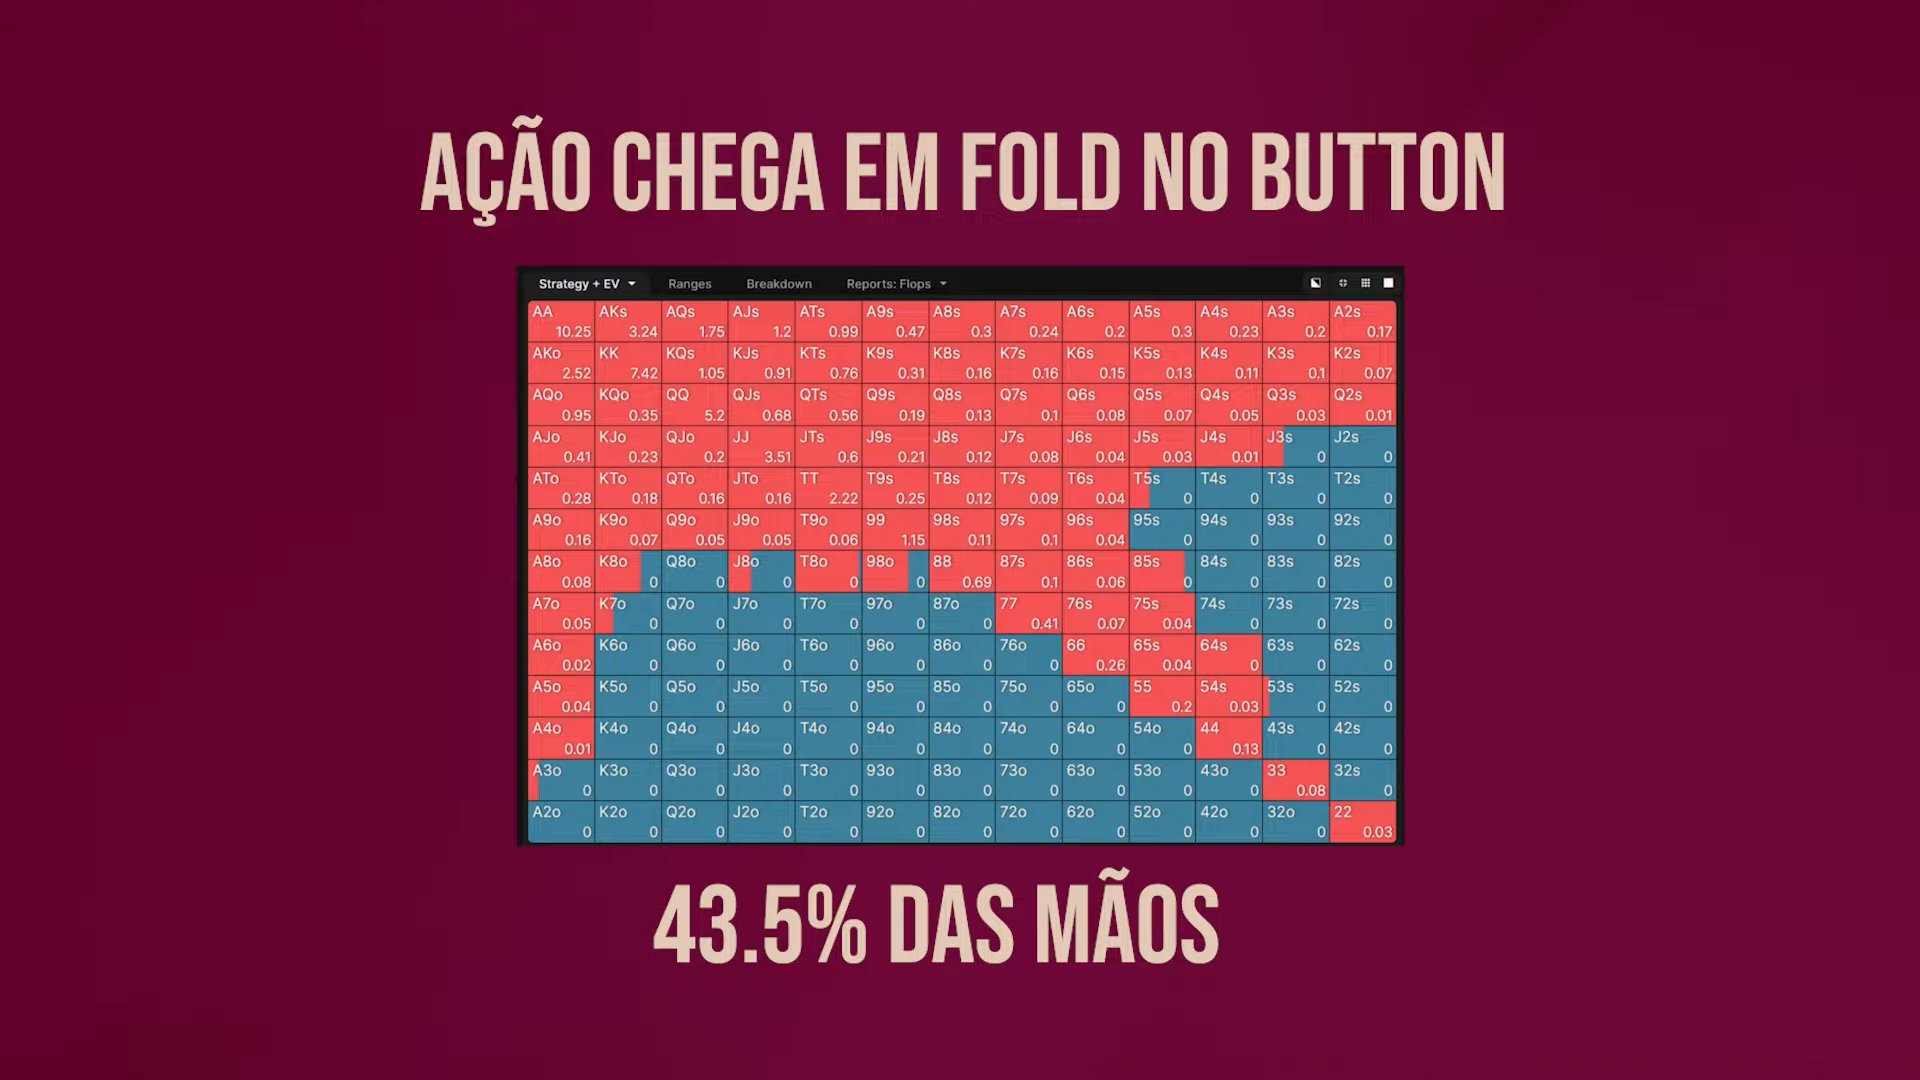 AÇÃO CHEGA EM FOLD NO BUTTON
Strategy + EV Ranges Breakdown Reports: Flops
AA AKs AQs AJs ATs A9s A8s A7s A6s A5s A4s A3s A2s
10.25 3.24 1.75 1.2 0.99 0.47 0.3 0.24 0.2 0.3 0.23 0.2 0.17
AKo KK KQs KJs KTs K9s K8s K7s K6s K5s K4s K3s K2s
2.52 7.42 1.05 0.91 0.76 0.31 0.16 0.16 0.15 0.13 0.11 0.1 0.07
AQo KQo QQ QJs QTs Q9s Q8s Q7s Q6s Q5s Q4s Q3s Q2s
0.95 0.35 5.2 0.68 0.56 0.19 0.13 0.1 0.08 0.07 0.05 0.03 0.01
AJo KJo QJo JJ JTs J9s J8s J7s J6s J5s J4s J3s J2s
0.41 0.23 0.2 3.51 0.6 0.21 0.12 0.08 0.04 0.03 0.01 0 0
ATo KTo QTo JTo TT T9s T8s T7s T6s T5s T4s T3s T2s
0.28 0.18 0.16 0.16 2.22 0.25 0.12 0.09 0.04 0 0 0 0
A9o K9o Q9o J9o T9o 99 98s 97s 96s 95s 94s 93s 92s
0.16 0.07 0.05 0.05 0.06 1.15 0.11 0.1 0.04 0 0 0 0
A8o K8o Q8o J8o T8o 98o 88 87s 86s 85s 84s 83s 82s
0.08 0 0 0 0 0 0.69 0.1 0.06 0 0 0 0
A7o K7o Q7o J7o T7o 97o 87o 77 76s 75s 74s 73s 72s
0.05 0 0 0 0 0 0 0.41 0.07 0.04 0 0 0
A6o K6o Q6o J6o T6o 96o 86o 76o 66 65s 64s 63s 62s
0.02 0 0 0 0 0 0 0 0.26 0.04 0 0 0
A5o K5o Q5o J5o T5o 95o 85o 75o 65o 55 54s 53s 52s
0.04 0 0 0 0 0 0 0 0 0.2 0.03 0 0
A4o K4o Q4o J4o T4o 94o 84o 74o 64o 54o 44 43s 42s
0.01 0 0 0 0 0 0 0 0 0 0.13 0 0
A3o K3o Q3o J3o T3o 93o 83o 73o 63o 53o 43o 33 32s
0 0 0 0 0 0 0 0 0 0 0 0.08 0
A2o K2o Q2o J2o T2o 92o 82o 72o 62o 52o 42o 32o 22
0 0 0 0 0 0 0 0 0 0 0 0 0.03
43.5% DAS MÃOS